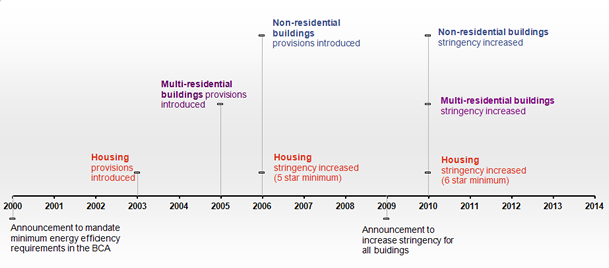 Non-residential
buildings
provisions introduced
Non-residential buildings
stringency increased
Multi-residential
buildings provisions
introduced
Multi-residential buildings
stringency increased
Housing
provisions
introduced
Housing
stringency increased
(5 star minimum)
Housing
stringency increased
(6 star minimum)
2000 2001 2002 2003 2004 2005 2006 2007 2008 2009 2010 2011 2012 2013 2014
Announcement to mandate
minimum energy efficiency
requirements in the BCA
Announcement to
increase stringency for
all buidings